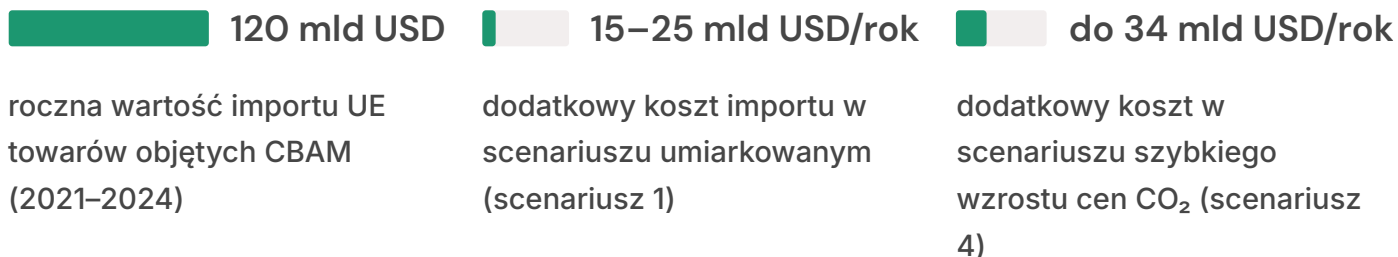 120 mld USD
roczna wartość importu UE
towarów objętych CBAM
(2021–2024)
15–25 mld USD/rok
dodatkowy koszt importu w
scenariuszu umiarkowanym
(scenariusz 1)
do 34 mld USD/rok
dodatkowy koszt w
scenariuszu szybkiego
wzrostu cen CO₂ (scenariusz
4)